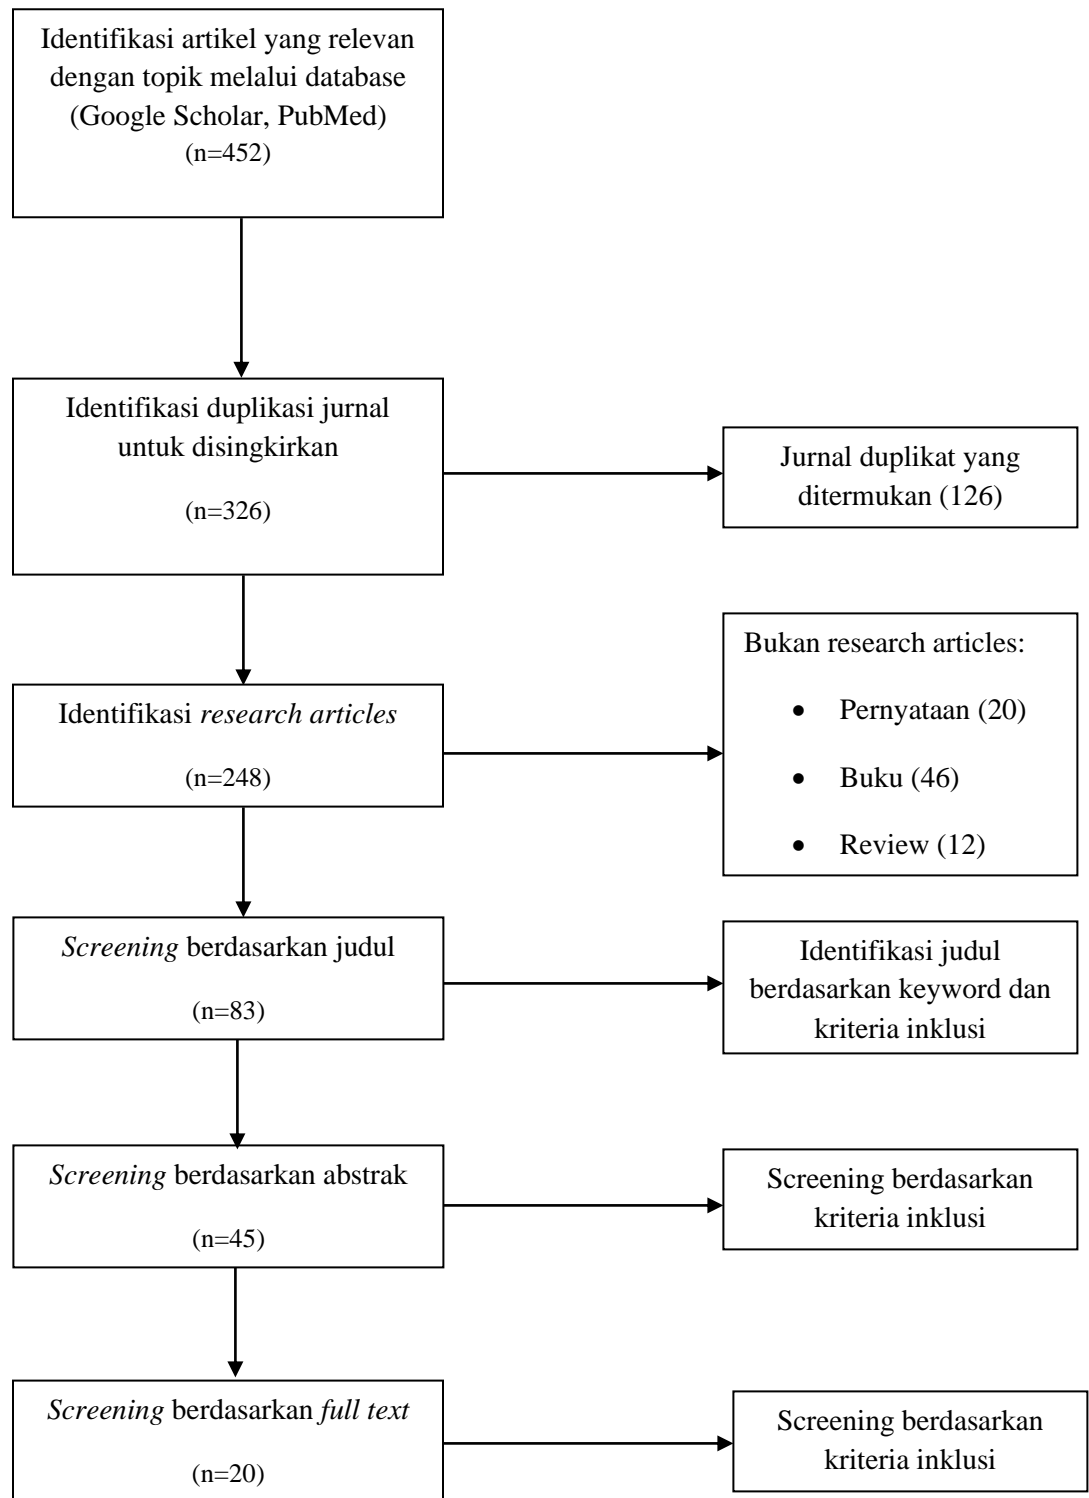 Identifikasi artikel yang relevan
dengan topik melalui database
(Google Scholar, PubMed)
(n=452)
Identifikasi duplikasi jurnal
untuk disingkirkan
(n=326)
Jurnal duplikat yang
ditermukan (126)
Identifikasi research articles
(n=248)
Bukan research articles:
• Pernyataan (20)
• Buku (46)
• Review (12)
Screening berdasarkan judul
(n=83)
Identifikasi judul
berdasarkan keyword dan
kriteria inklusi
Screening berdasarkan abstrak
(n=45)
Screening berdasarkan
kriteria inklusi
Screening berdasarkan full text
(n=20)
Screening berdasarkan
kriteria inklusi